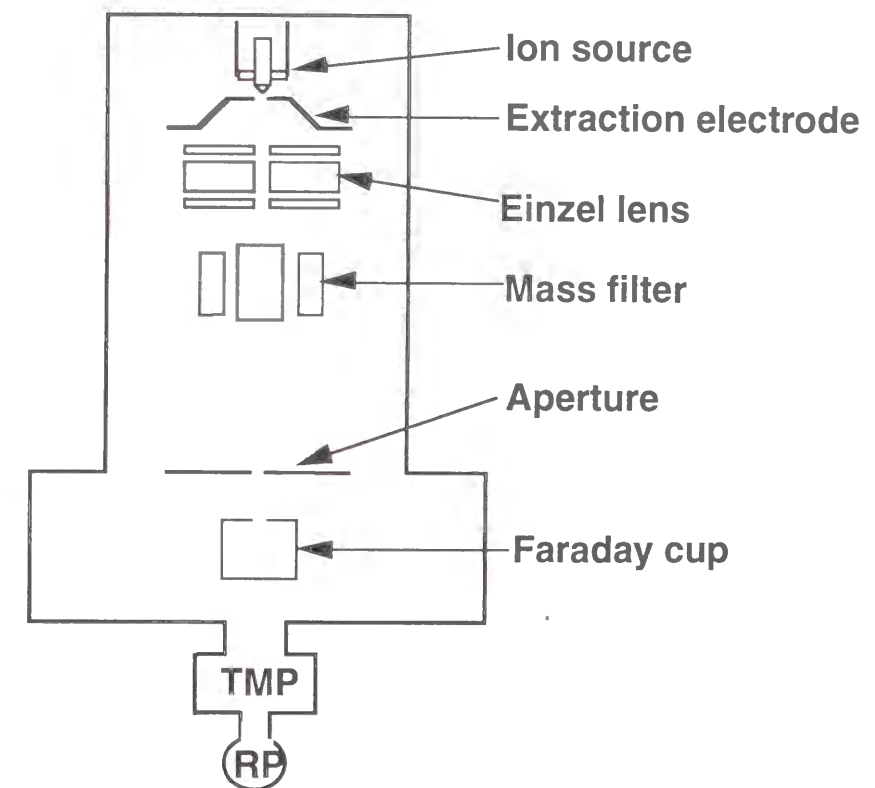 Ion source
Extraction electrode
Einzel lens
Mass filter
Aperture
Faraday cup
TMP
RP